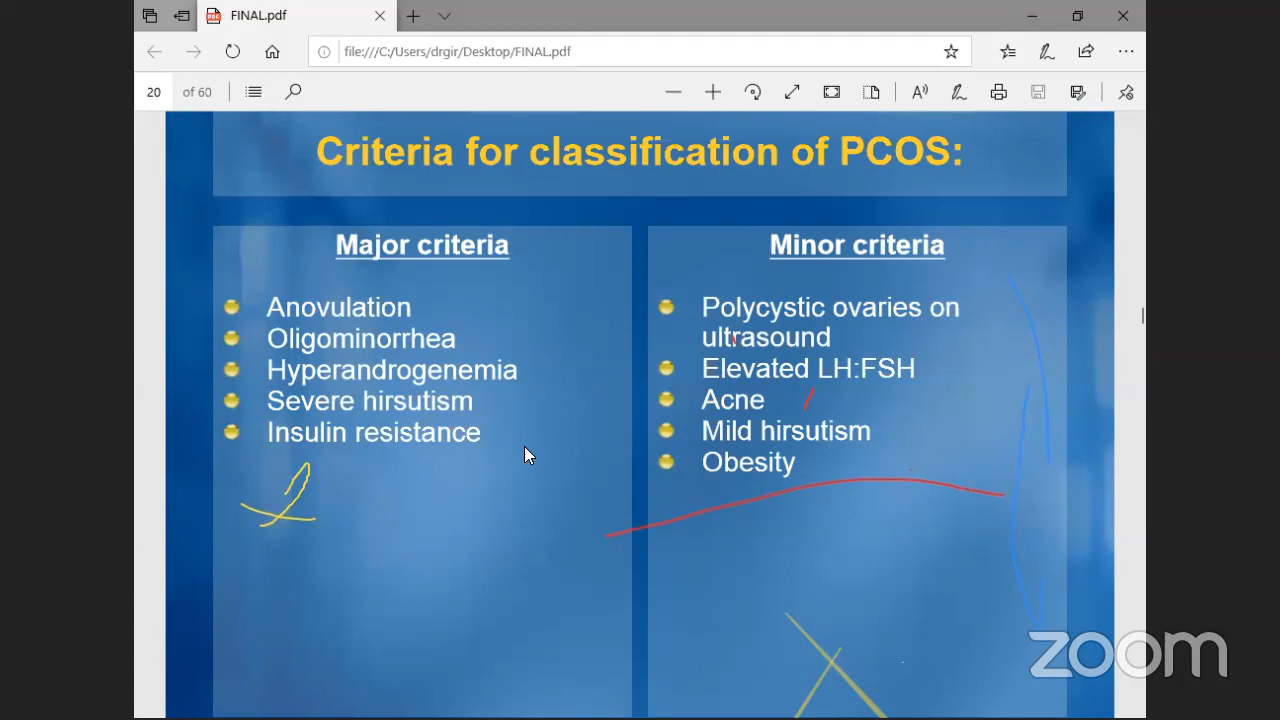 FINAL.pdf
file:///C:/Users/drgir/Desktop/FINAL.pdf
20 of 60
Criteria for classification of PCOS:
Major criteria
Anovulation
Oligominorrhea
Hyperandrogenemia
Severe hirsutism
Insulin resistance
Minor criteria
Polycystic ovaries on
ultrasound
Elevated LH:FSH
Acne
Mild hirsutism
Obesity
zoom